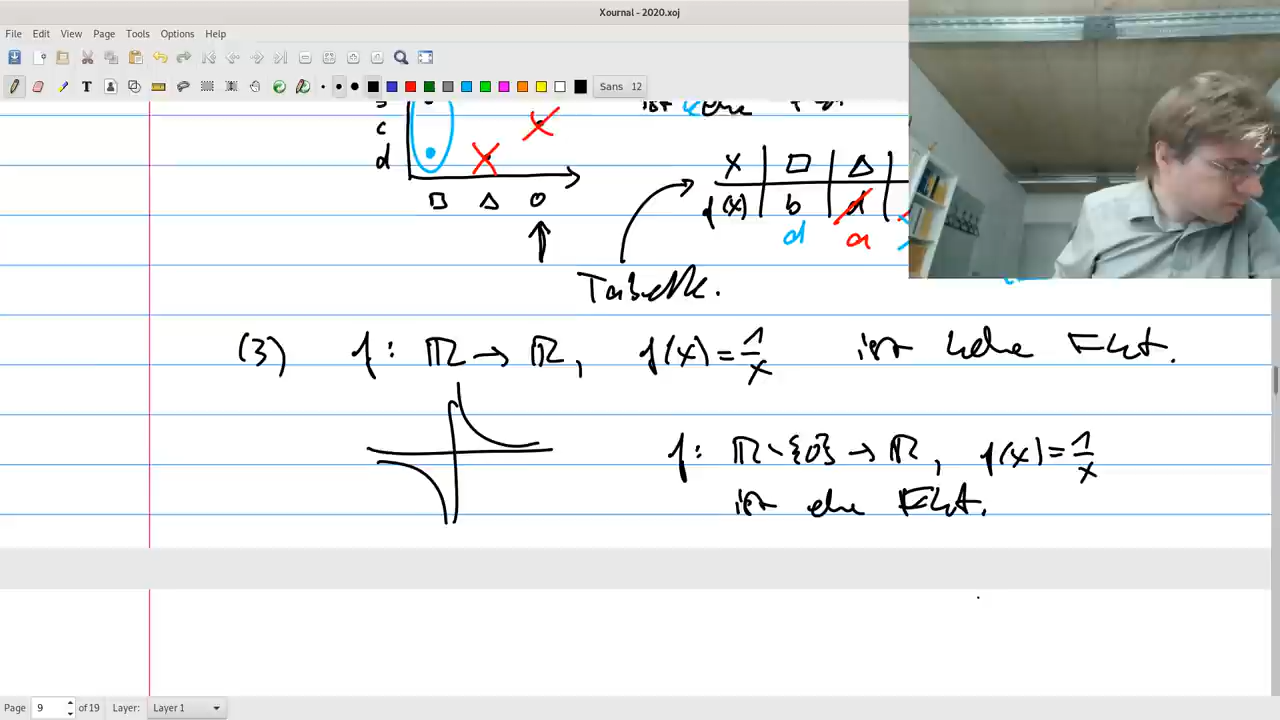 Xournal - 2020.xoj
File Edit View Page Tools Options Help
Sans 12
c
d
x □ △
f(x) b d
d a
□ △ ○
Tabelle.
(3) f: ℝ → ℝ, f(x) = 1/x ist keine Fkt.
f: ℝ \ {0} → ℝ, f(x) = 1/x
ist eine Fkt.
Page 9 of 19 Layer: Layer 1